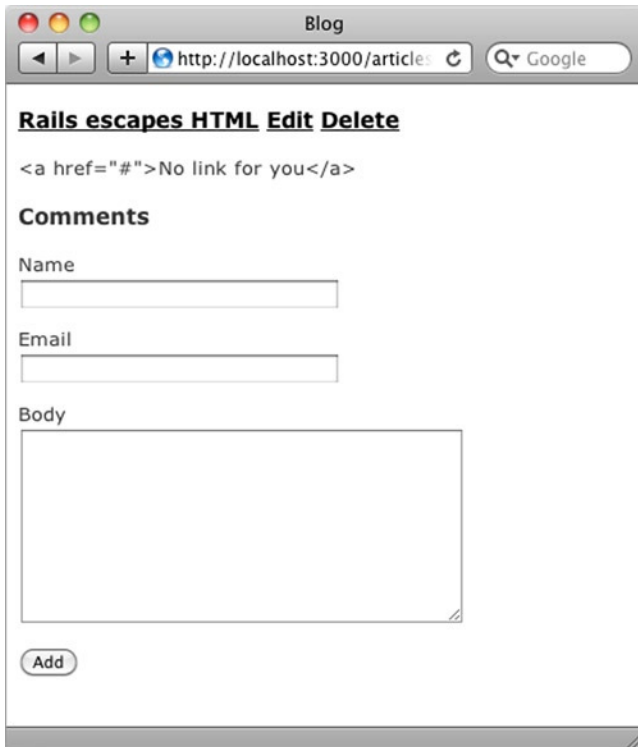 Blog
http://localhost:3000/articles
Google
Rails escapes HTML Edit Delete
<a href="#">No link for you</a>
Comments
Name
Email
Body
Add